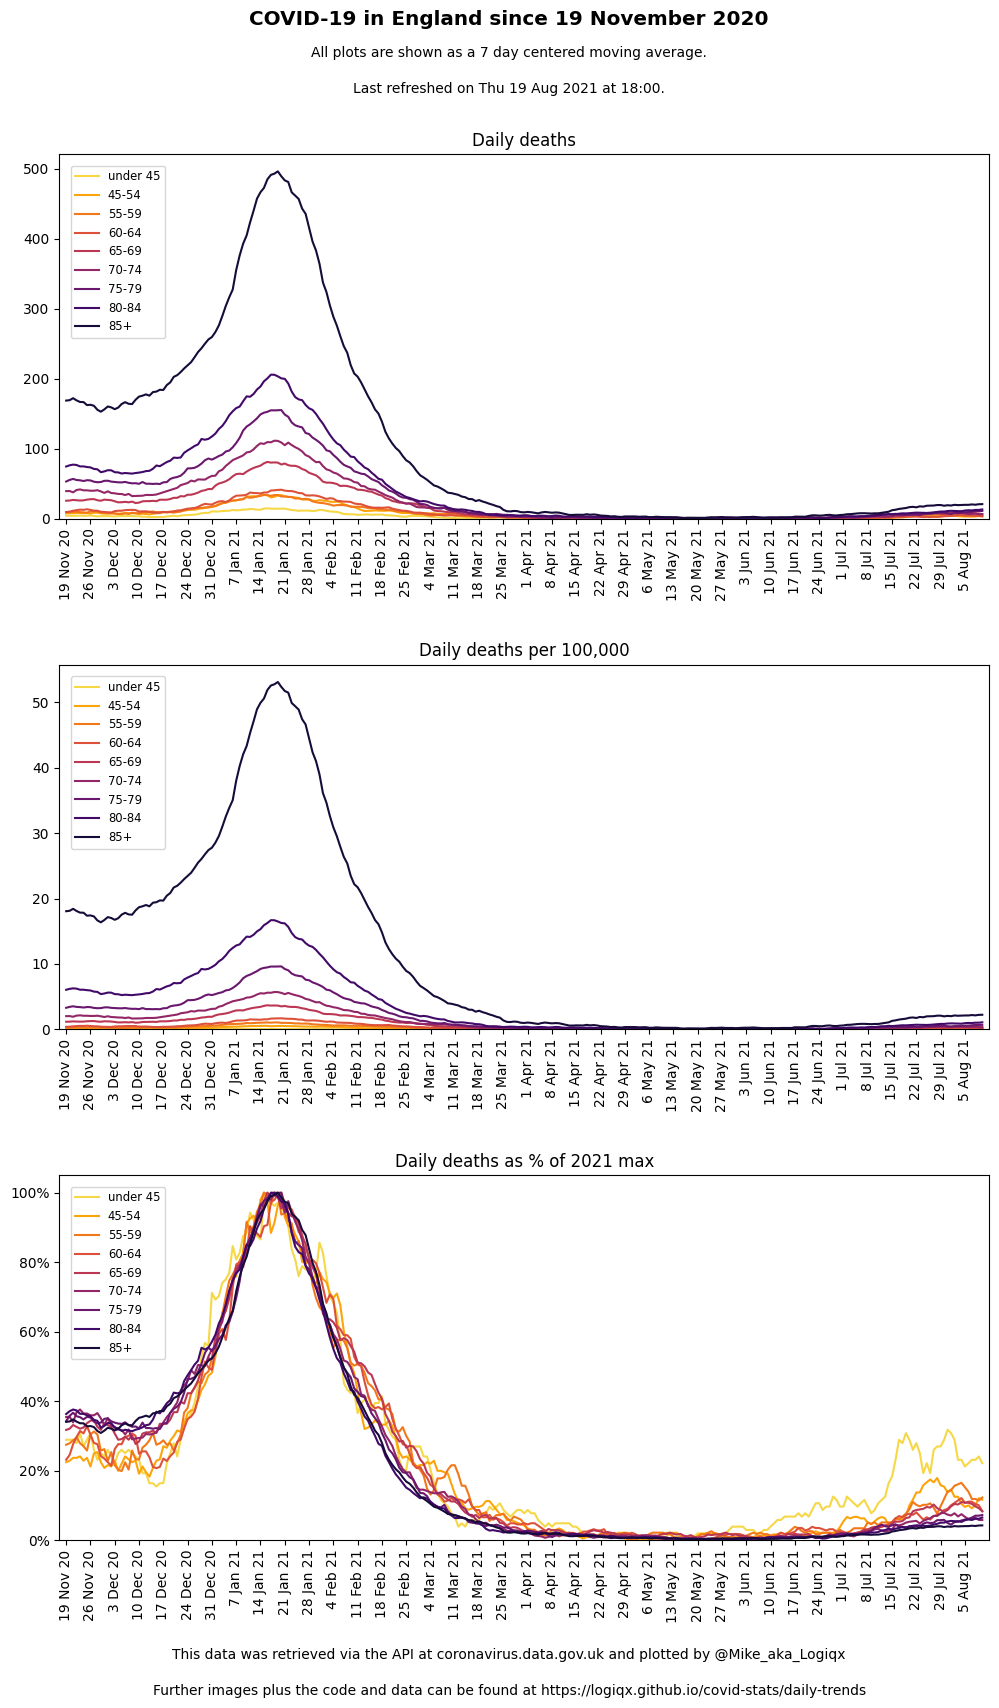 COVID-19 in England since 19 November 2020
All plots are shown as a 7 day centered moving average.
Last refreshed on Thu 19 Aug 2021 at 18:00.
Daily deaths
500
400
300
200
100
0
under 45
45-54
55-59
60-64
65-69
70-74
75-79
80-84
85+
19 Nov 20
26 Nov 20
3 Dec 20
10 Dec 20
17 Dec 20
24 Dec 20
31 Dec 20
7 Jan 21
14 Jan 21
21 Jan 21
28 Jan 21
4 Feb 21
11 Feb 21
18 Feb 21
25 Feb 21
4 Mar 21
11 Mar 21
18 Mar 21
25 Mar 21
1 Apr 21
8 Apr 21
15 Apr 21
22 Apr 21
29 Apr 21
6 May 21
13 May 21
20 May 21
27 May 21
3 Jun 21
10 Jun 21
17 Jun 21
24 Jun 21
1 Jul 21
8 Jul 21
15 Jul 21
22 Jul 21
29 Jul 21
5 Aug 21
Daily deaths per 100,000
50
40
30
20
10
0
under 45
45-54
55-59
60-64
65-69
70-74
75-79
80-84
85+
19 Nov 20
26 Nov 20
3 Dec 20
10 Dec 20
17 Dec 20
24 Dec 20
31 Dec 20
7 Jan 21
14 Jan 21
21 Jan 21
28 Jan 21
4 Feb 21
11 Feb 21
18 Feb 21
25 Feb 21
4 Mar 21
11 Mar 21
18 Mar 21
25 Mar 21
1 Apr 21
8 Apr 21
15 Apr 21
22 Apr 21
29 Apr 21
6 May 21
13 May 21
20 May 21
27 May 21
3 Jun 21
10 Jun 21
17 Jun 21
24 Jun 21
1 Jul 21
8 Jul 21
15 Jul 21
22 Jul 21
29 Jul 21
5 Aug 21
Daily deaths as % of 2021 max
100%
80%
60%
40%
20%
0%
under 45
45-54
55-59
60-64
65-69
70-74
75-79
80-84
85+
19 Nov 20
26 Nov 20
3 Dec 20
10 Dec 20
17 Dec 20
24 Dec 20
31 Dec 20
7 Jan 21
14 Jan 21
21 Jan 21
28 Jan 21
4 Feb 21
11 Feb 21
18 Feb 21
25 Feb 21
4 Mar 21
11 Mar 21
18 Mar 21
25 Mar 21
1 Apr 21
8 Apr 21
15 Apr 21
22 Apr 21
29 Apr 21
6 May 21
13 May 21
20 May 21
27 May 21
3 Jun 21
10 Jun 21
17 Jun 21
24 Jun 21
1 Jul 21
8 Jul 21
15 Jul 21
22 Jul 21
29 Jul 21
5 Aug 21
This data was retrieved via the API at coronavirus.data.gov.uk and plotted by @Mike_aka_Logiqx
Further images plus the code and data can be found at https://logiqx.github.io/covid-stats/daily-trends